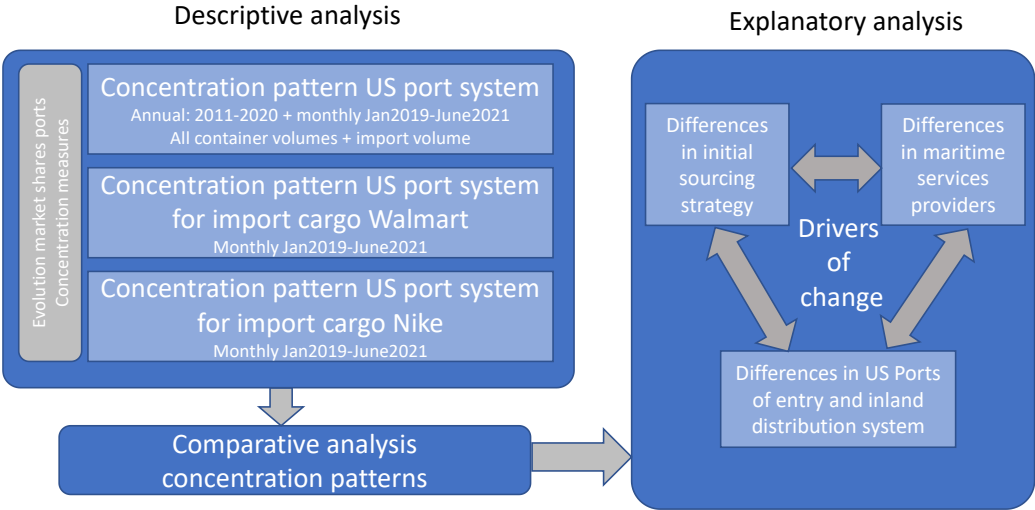 Descriptive analysis
Evolution market shares ports
Concentration measures
Concentration pattern US port system
Annual: 2011-2020 + monthly Jan2019-June2021
All container volumes + import volume
Concentration pattern US port system
for import cargo Walmart
Monthly Jan2019-June2021
Concentration pattern US port system
for import cargo Nike
Monthly Jan2019-June2021
Comparative analysis
concentration patterns
Explanatory analysis
Differences
in initial
sourcing
strategy
Differences
in maritime
services
providers
Drivers
of
change
Differences in US Ports
of entry and inland
distribution system